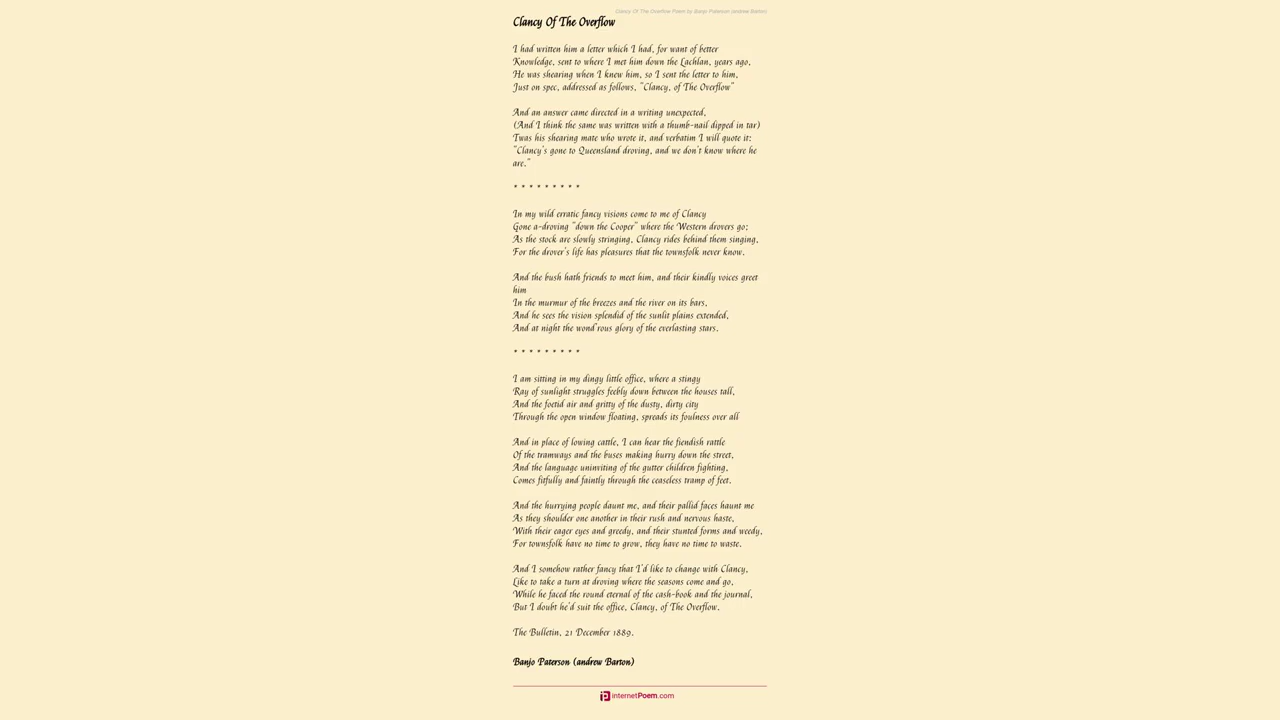 Clancy Of The Overflow Poem by Banjo Paterson (andrew Barton)
Clancy Of The Overflow
I had written him a letter which I had, for want of better
Knowledge, sent to where I met him down the Lachlan, years ago,
He was shearing when I knew him, so I sent the letter to him,
Just on spec, addressed as follows, "Clancy, of The Overflow"
And an answer came directed in a writing unexpected,
(And I think the same was written with a thumb-nail dipped in tar)
Twas his shearing mate who wrote it, and verbatim I will quote it:
"Clancy's gone to Queensland droving, and we don't know where he
are."
* * * * * * * * *
In my wild erratic fancy visions come to me of Clancy
Gone a-droving "down the Cooper" where the Western drovers go;
As the stock are slowly stringing, Clancy rides behind them singing,
For the drover's life has pleasures that the townsfolk never know.
And the bush hath friends to meet him, and their kindly voices greet
him
In the murmur of the breezes and the river on its bars,
And he sees the vision splendid of the sunlit plains extended,
And at night the wond'rous glory of the everlasting stars.
* * * * * * * * *
I am sitting in my dingy little office, where a stingy
Ray of sunlight struggles feebly down between the houses tall,
And the foetid air and gritty of the dusty, dirty city
Through the open window floating, spreads its foulness over all
And in place of lowing cattle, I can hear the fiendish rattle
Of the tramways and the buses making hurry down the street,
And the language uninviting of the gutter children fighting,
Comes fitfully and faintly through the ceaseless tramp of feet.
And the hurrying people daunt me, and their pallid faces haunt me
As they shoulder one another in their rush and nervous haste,
With their eager eyes and greedy, and their stunted forms and weedy,
For townsfolk have no time to grow, they have no time to waste.
And I somehow rather fancy that I'd like to change with Clancy,
Like to take a turn at droving where the seasons come and go,
While he faced the round eternal of the cash-book and the journal,
But I doubt he'd suit the office, Clancy, of The Overflow.
The Bulletin, 21 December 1889.
Banjo Paterson (andrew Barton)
internetPoem.com